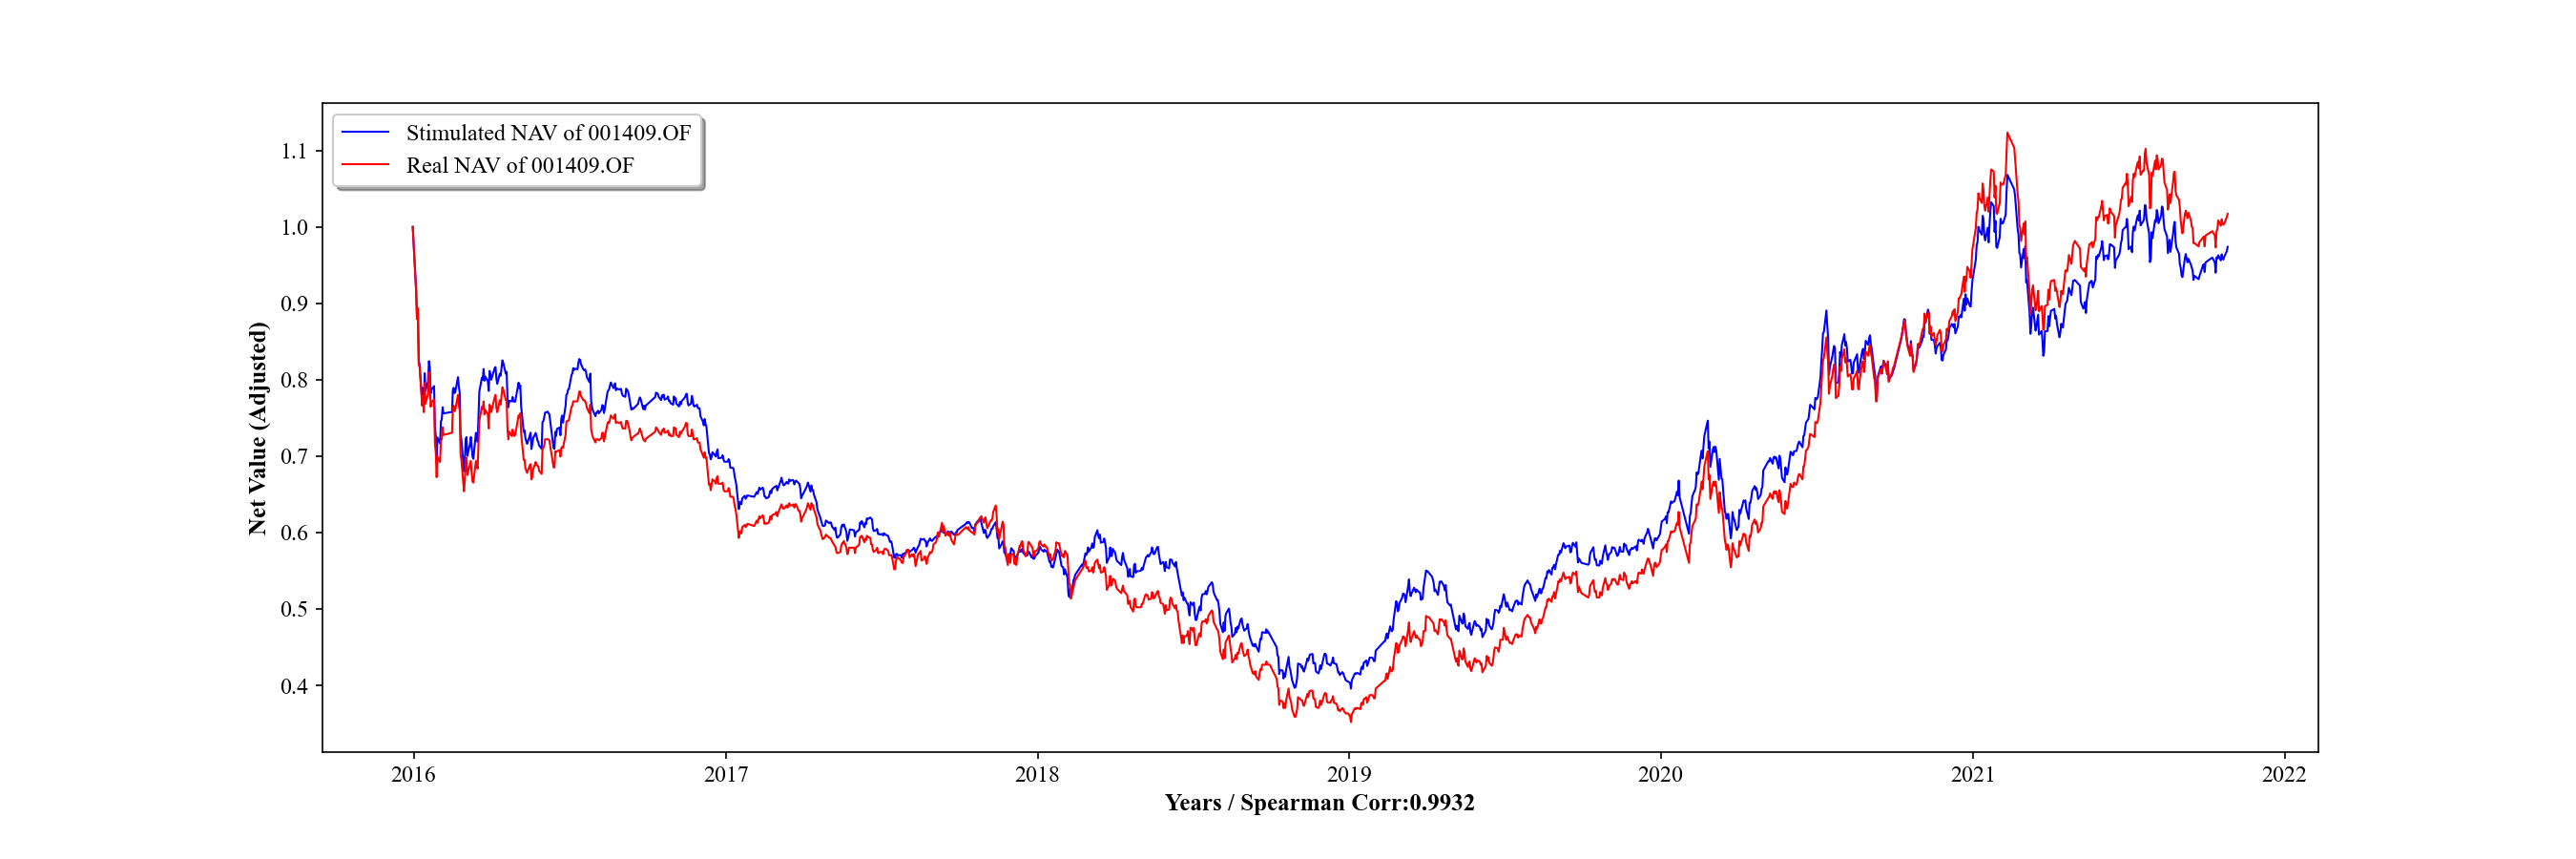 Stimulated NAV of 001409.OF
Real NAV of 001409.OF
1.1
1.0
0.9
0.8
0.7
0.6
0.5
0.4
Net Value (Adjusted)
2016 2017 2018 2019 2020 2021 2022
Years / Spearman Corr:0.9932